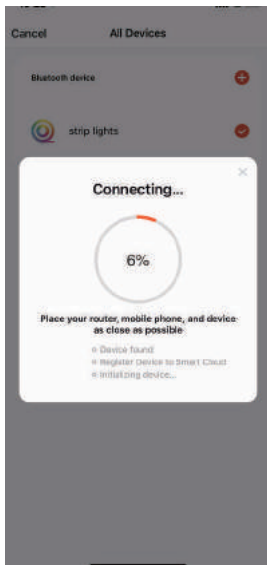 Cancel
All Devices
Bluetooth device
strip lights
Connecting...
6%
Place your router, mobile phone, and device
as close as possible
Device found
Register Device to Smart Cloud
Initializing device...